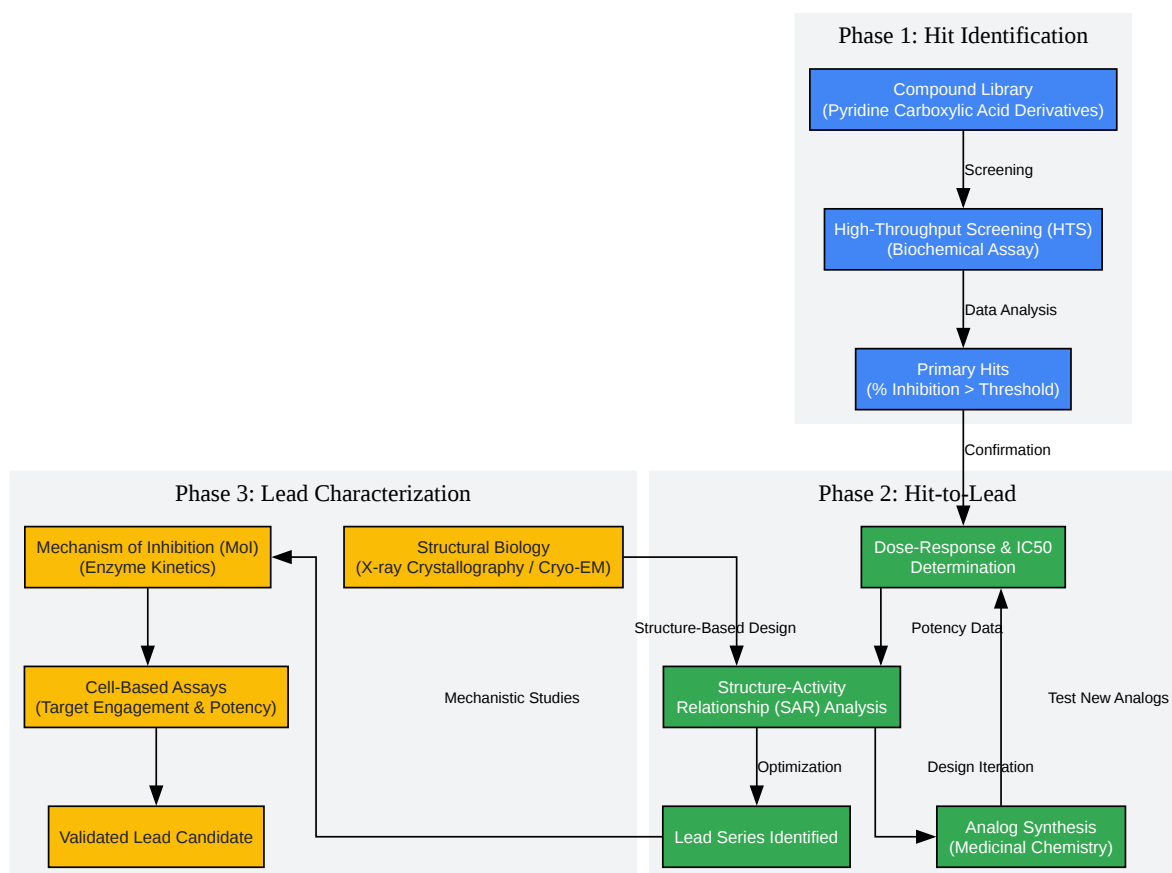 Phase 1: Hit Identification
Compound Library
(Pyridine Carboxylic Acid Derivatives)
Screening
High-Throughput Screening (HTS)
(Biochemical Assay)
Data Analysis
Primary Hits
(% Inhibition > Threshold)
Confirmation
Phase 3: Lead Characterization
Phase 2: Hit-to-Lead
Mechanism of Inhibition (MoI)
(Enzyme Kinetics)
Structural Biology
(X-ray Crystallography / Cryo-EM)
Dose-Response & IC50
Determination
Structure-Based Design
Potency Data
Cell-Based Assays
(Target Engagement & Potency)
Mechanistic Studies
Structure-Activity
Relationship (SAR) Analysis
Test New Analogs
Optimization
Design Iteration
Validated Lead Candidate
Lead Series Identified
Analog Synthesis
(Medicinal Chemistry)